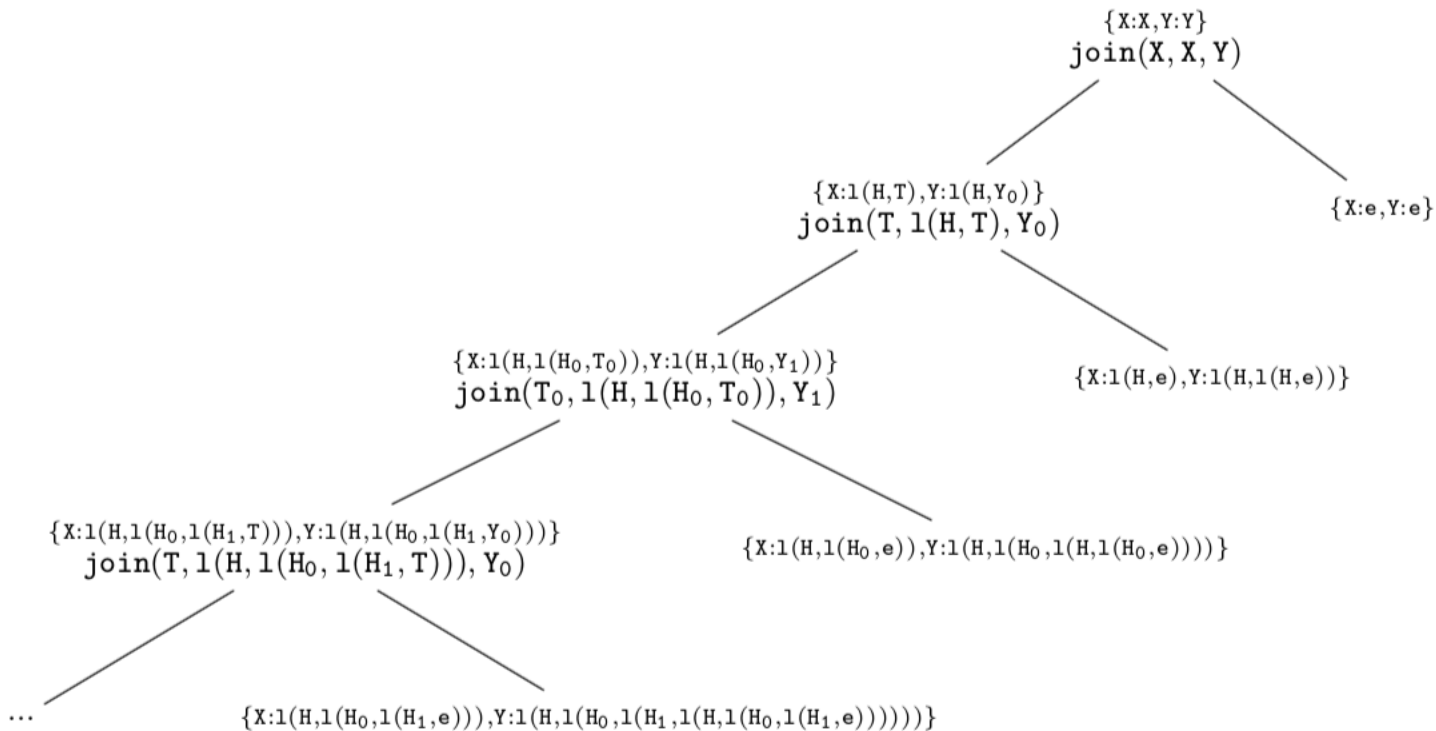 {X:X,Y:Y}
join(X, X, Y)
{X:l(H,T),Y:l(H,Y₀)}
join(T, l(H, T), Y₀)
{X:e,Y:e}
{X:l(H,l(H₀,T₀)),Y:l(H,l(H₀,Y₁))}
join(T₀, l(H, l(H₀, T₀)), Y₁)
{X:l(H,e),Y:l(H,l(H,e))}
{X:l(H,l(H₀,l(H₁,T))),Y:l(H,l(H₀,l(H₁,Y₀)))}
join(T, l(H, l(H₀, l(H₁, T))), Y₀)
{X:l(H,l(H₀,e)),Y:l(H,l(H₀,l(H,l(H₀,e))))}
...
{X:l(H,l(H₀,l(H₁,e))),Y:l(H,l(H₀,l(H₁,l(H,l(H₀,l(H₁,e))))))}